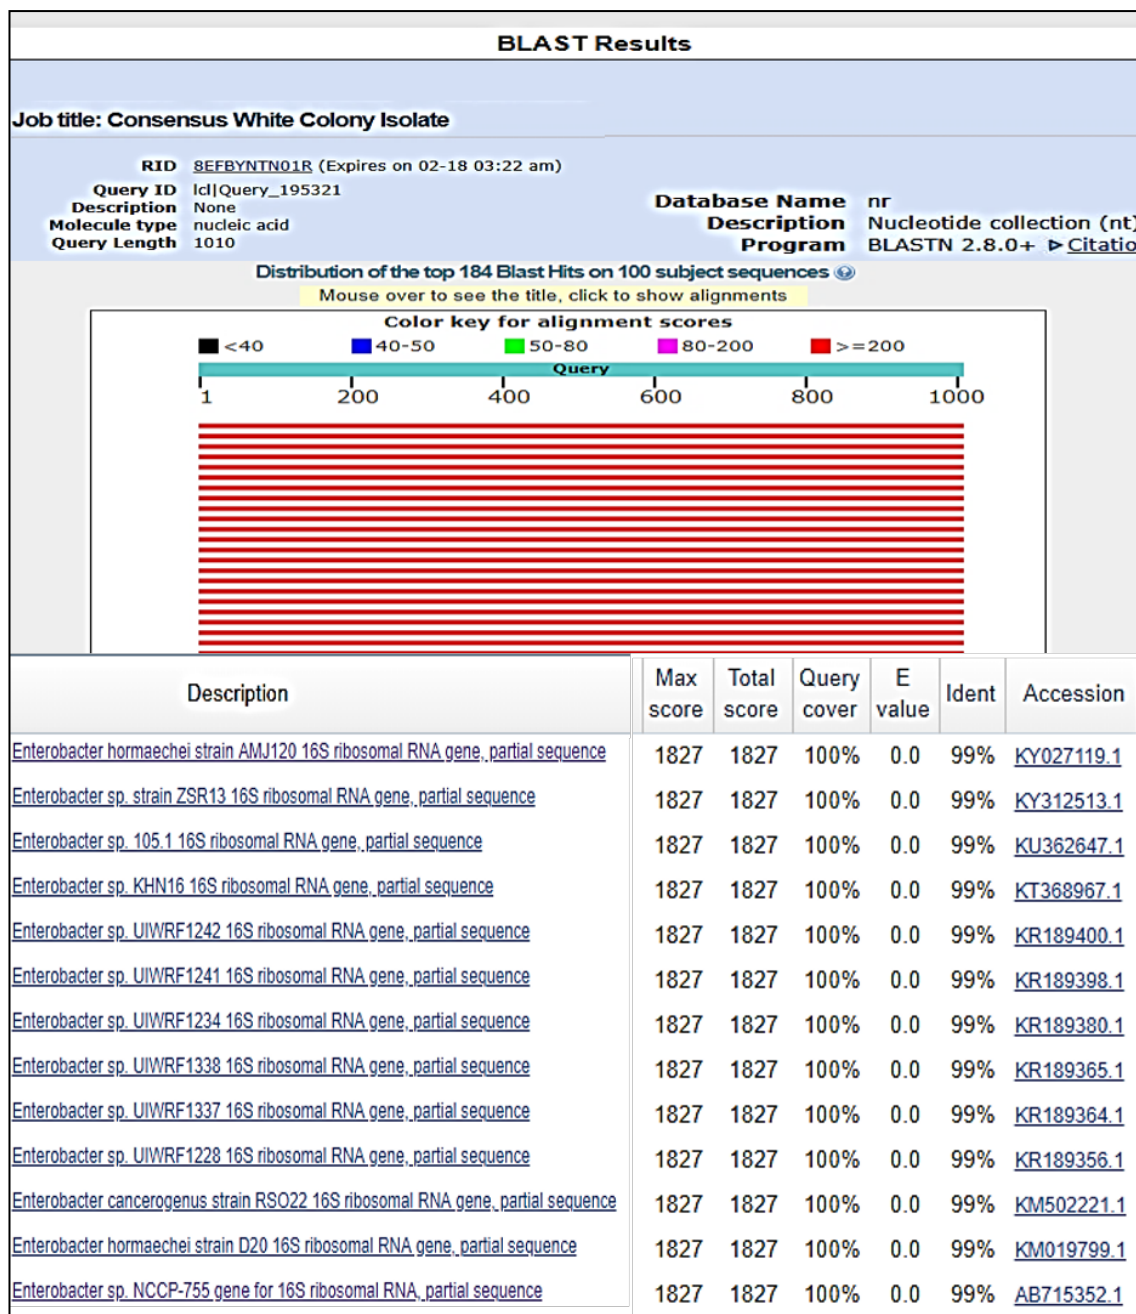 BLAST Results
Job title: Consensus White Colony Isolate
RID 8EFBYNTN01R (Expires on 02-18 03:22 am)
Query ID lcl|Query_195321
Description None
Molecule type nucleic acid
Query Length 1010
Database Name nr
Description Nucleotide collection (nt)
Program BLASTN 2.8.0+ Citatio
Distribution of the top 184 Blast Hits on 100 subject sequences
Mouse over to see the title, click to show alignments
Color key for alignment scores
<40 40-50 50-80 80-200 >=200
Query
1 200 400 600 800 1000
Description Max score Total score Query cover E value Ident Accession
Enterobacter hormaechei strain AMJ120 16S ribosomal RNA gene, partial sequence 1827 1827 100% 0.0 99% KY027119.1
Enterobacter sp. strain ZSR13 16S ribosomal RNA gene, partial sequence 1827 1827 100% 0.0 99% KY312513.1
Enterobacter sp. 105.1 16S ribosomal RNA gene, partial sequence 1827 1827 100% 0.0 99% KU362647.1
Enterobacter sp. KHN16 16S ribosomal RNA gene, partial sequence 1827 1827 100% 0.0 99% KT368967.1
Enterobacter sp. UIWRF1242 16S ribosomal RNA gene, partial sequence 1827 1827 100% 0.0 99% KR189400.1
Enterobacter sp. UIWRF1241 16S ribosomal RNA gene, partial sequence 1827 1827 100% 0.0 99% KR189398.1
Enterobacter sp. UIWRF1234 16S ribosomal RNA gene, partial sequence 1827 1827 100% 0.0 99% KR189380.1
Enterobacter sp. UIWRF1338 16S ribosomal RNA gene, partial sequence 1827 1827 100% 0.0 99% KR189365.1
Enterobacter sp. UIWRF1337 16S ribosomal RNA gene, partial sequence 1827 1827 100% 0.0 99% KR189364.1
Enterobacter sp. UIWRF1228 16S ribosomal RNA gene, partial sequence 1827 1827 100% 0.0 99% KR189356.1
Enterobacter cancerogenus strain RSO22 16S ribosomal RNA gene, partial sequence 1827 1827 100% 0.0 99% KM502221.1
Enterobacter hormaechei strain D20 16S ribosomal RNA gene, partial sequence 1827 1827 100% 0.0 99% KM019799.1
Enterobacter sp. NCCP-755 gene for 16S ribosomal RNA, partial sequence 1827 1827 100% 0.0 99% AB715352.1